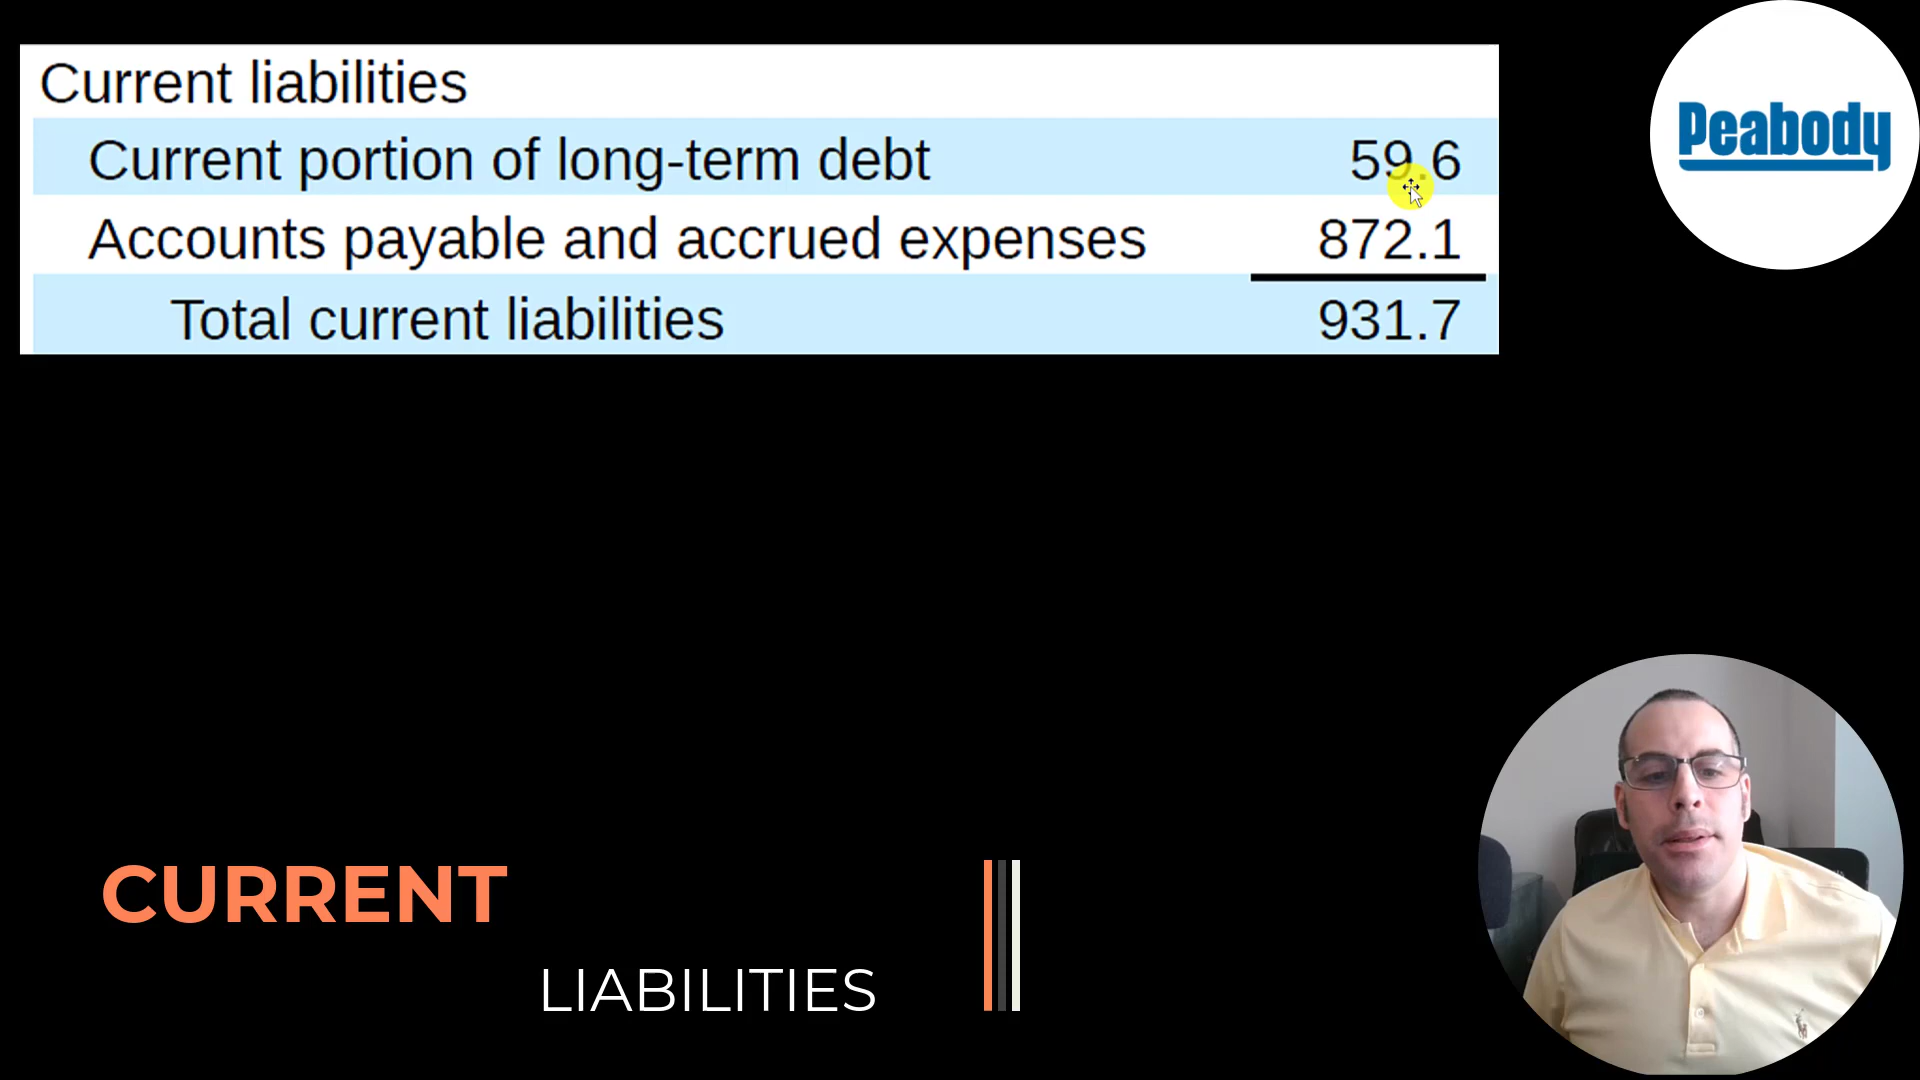 Current liabilities
Current portion of long-term debt 59.6
Accounts payable and accrued expenses 872.1
Total current liabilities 931.7
Peabody
CURRENT
LIABILITIES